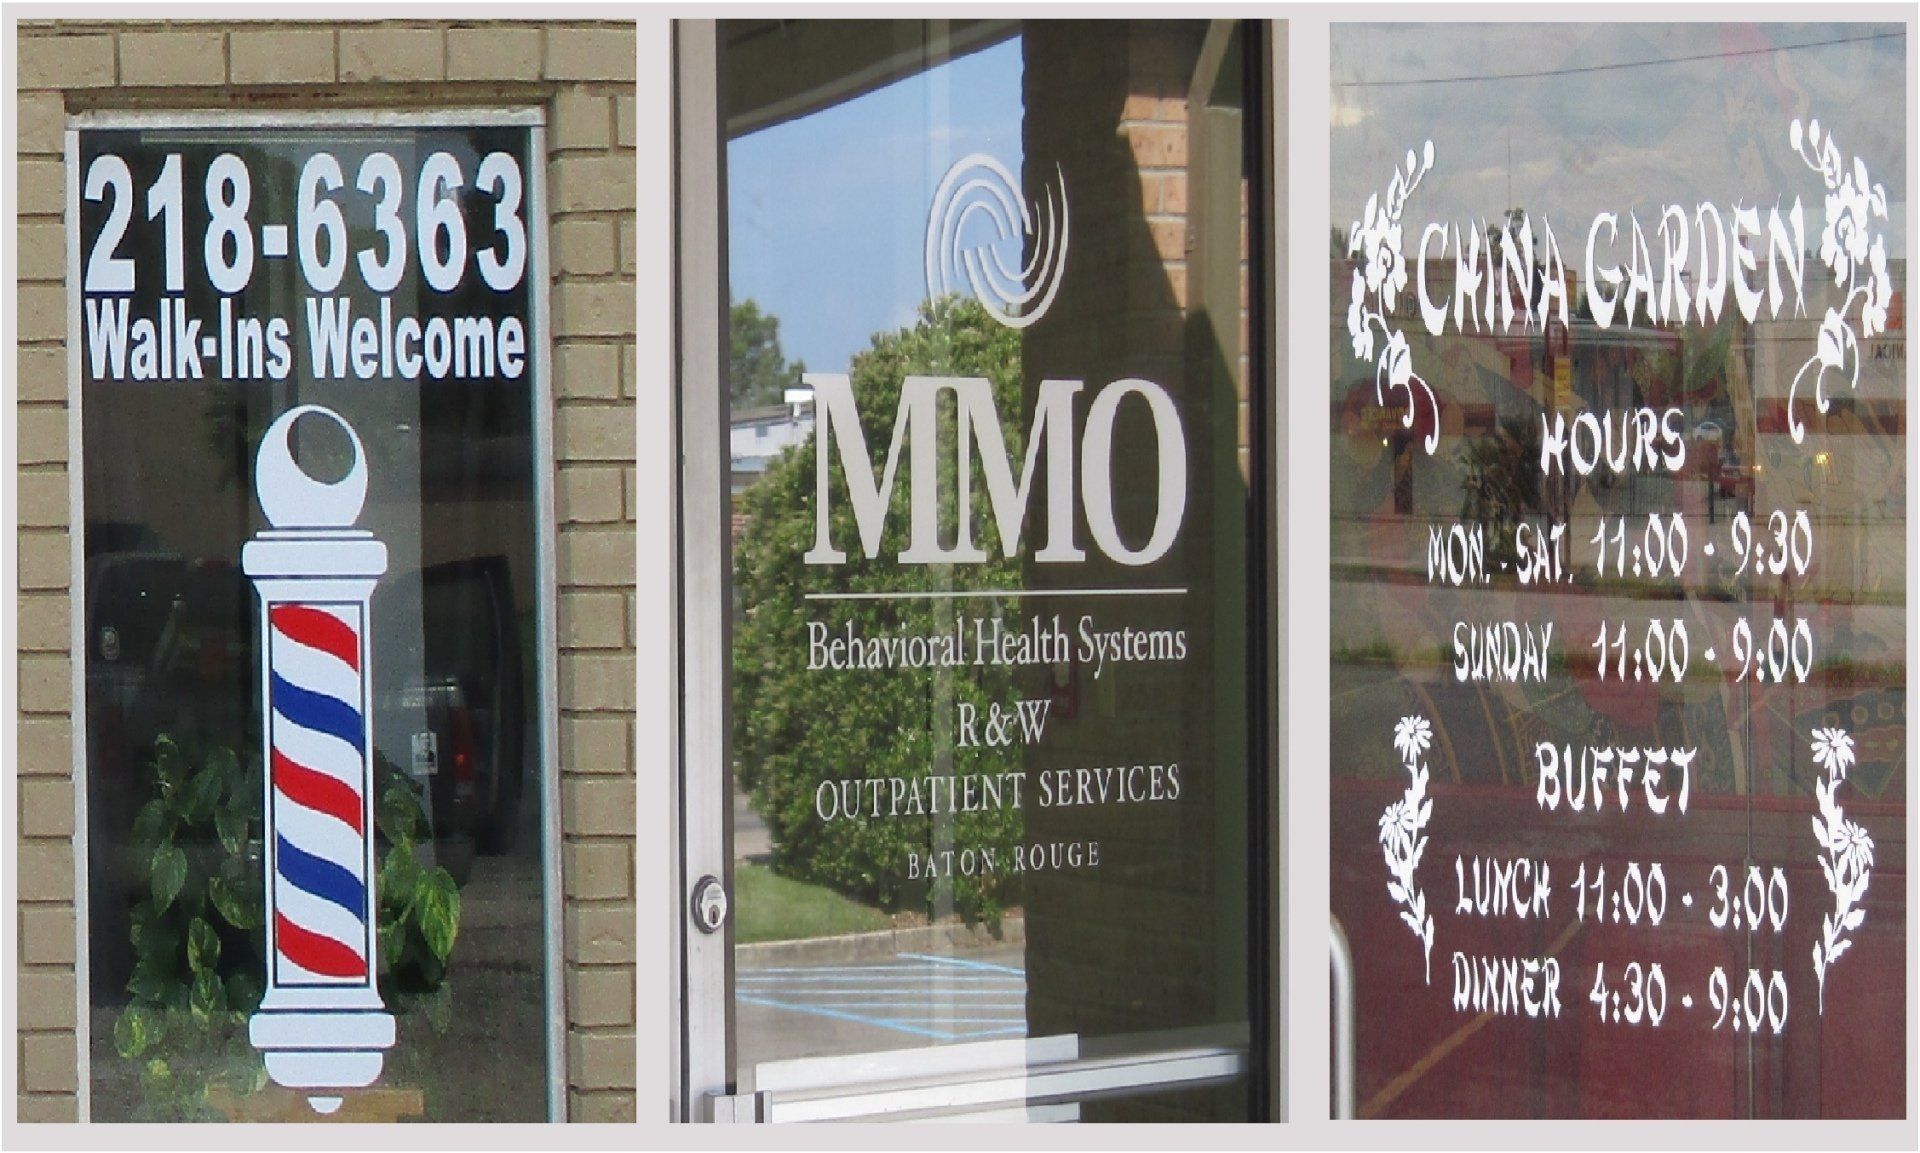 218-6363
Walk-Ins Welcome
MMO
Behavioral Health Systems
R&W
OUTPATIENT SERVICES
BATON ROUGE
CHINA GARDEN
HOURS
MON. - SAT. 11:00 - 9:30
SUNDAY 11:00 - 9:00
BUFFET
LUNCH 11:00 - 3:00
DINNER 4:30 - 9:00